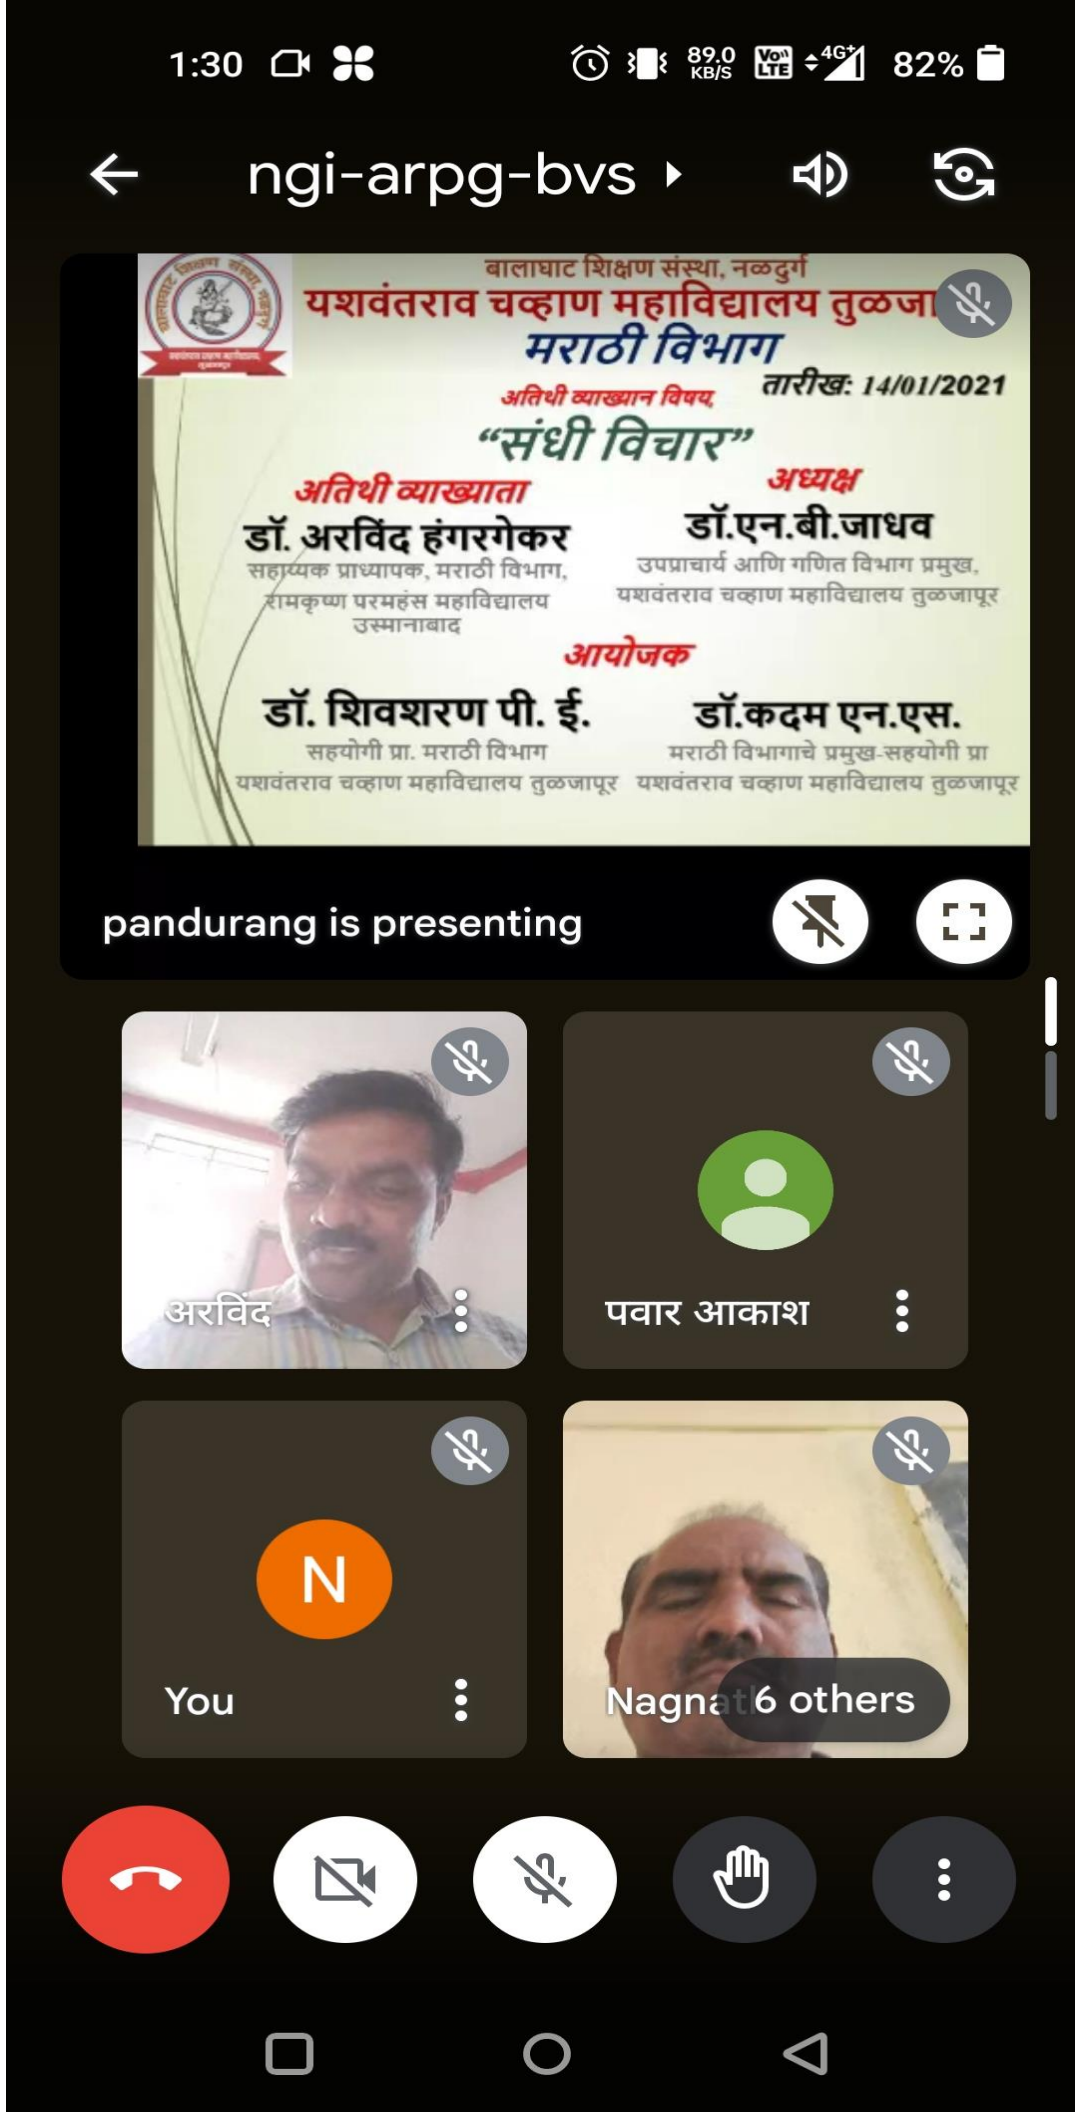 1:30 89.0 KB/S Vo)) LTE 4G+ 82%
ngi-arpg-bvs
बालाघाट शिक्षण संस्था, नळदुर्ग
यशवंतराव चव्हाण महाविद्यालय
मराठी विभाग
तारीख: 14/01/2021
अतिथी व्याख्यान विषय,
“संधी विचार”
अतिथी व्याख्याता
डॉ. अरविंद हंगरगेकर
सहाय्यक प्राध्यापक, मराठी विभाग,
रामकृष्ण परमहंस महाविद्यालय
उस्मानाबाद
अध्यक्ष
डॉ.एन.बी.जाधव
उपप्राचार्य आणि गणित विभाग प्रमुख,
यशवंतराव चव्हाण महाविद्यालय तुळजापूर
आयोजक
डॉ. शिवशरण पी. ई.
सहयोगी प्रा. मराठी विभाग
यशवंतराव चव्हाण महाविद्यालय तुळजापूर
डॉ.कदम एन.एस.
मराठी विभागाचे प्रमुख-सहयोगी प्रा
यशवंतराव चव्हाण महाविद्यालय तुळजापूर
pandurang is presenting
अरविंद
पवार आकाश
N
You
6 others